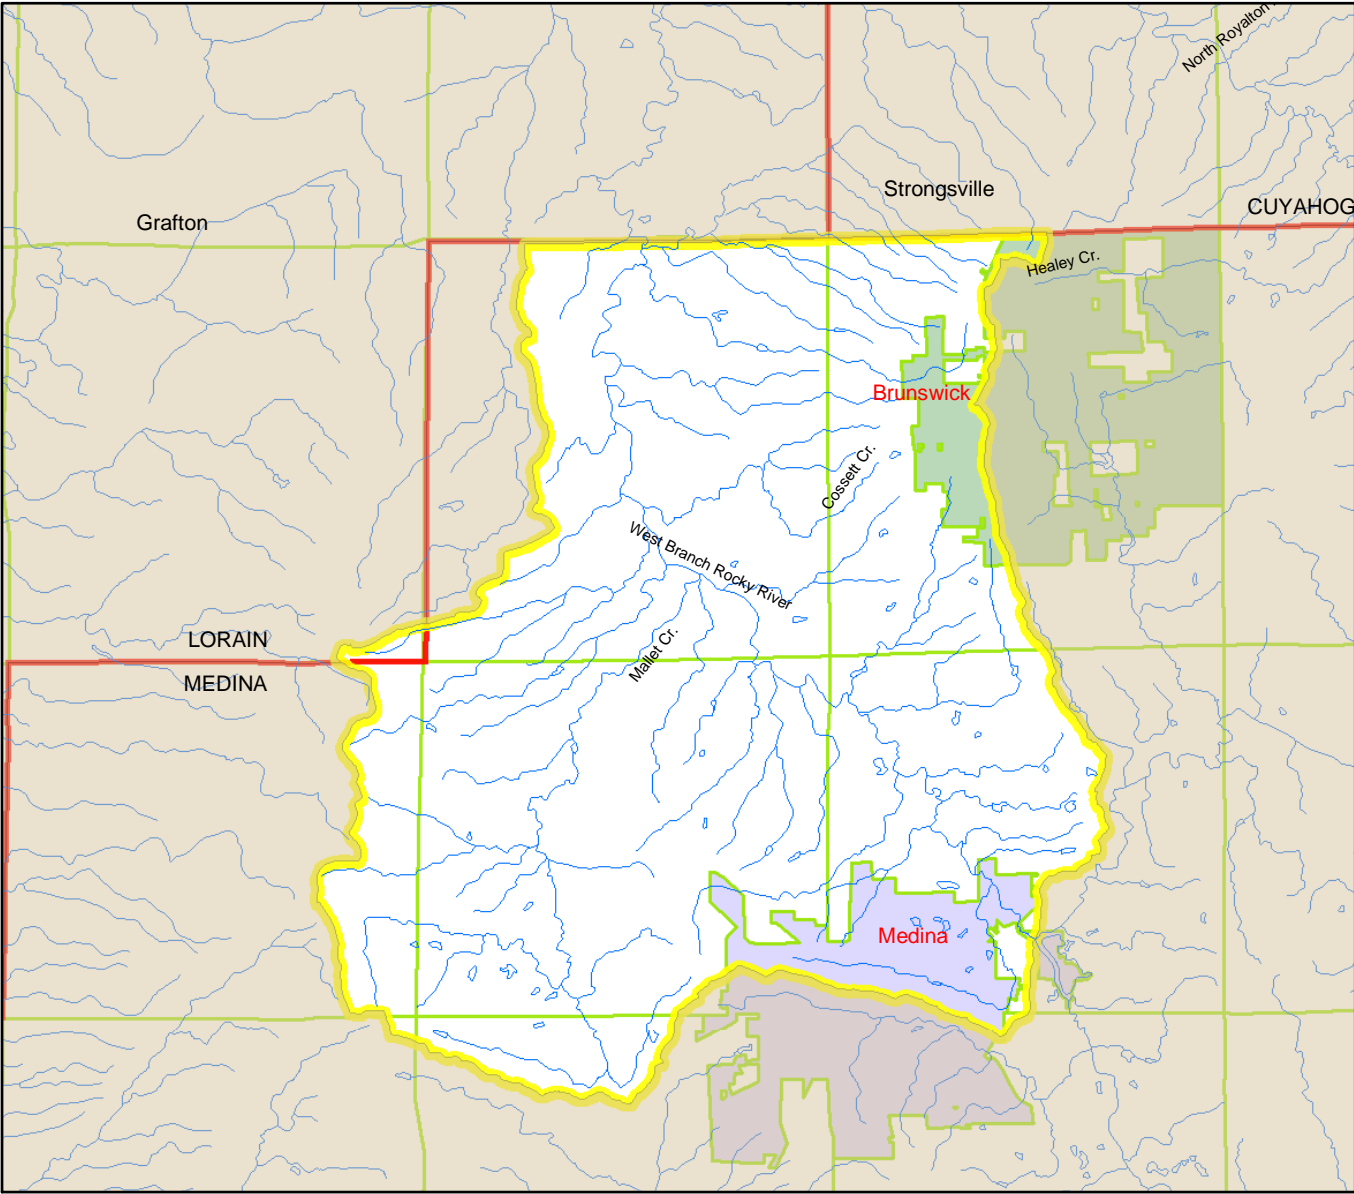 North Royalton
Strongsville
CUYAHOG
Grafton
Healey Cr.
Brunswick
Cossett Cr.
West Branch Rocky River
LORAIN
Mallet Cr.
MEDINA
Medina